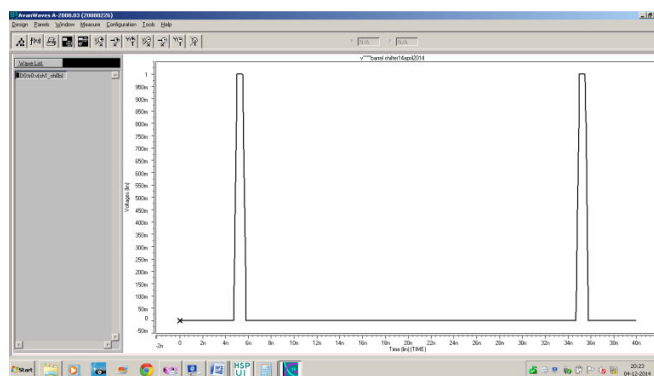 AvanWaves A-2008.03 (20080226)
Design Panels Window Measure Configuration Tools Help
Wave List
v****barrel shifter14april2014
1
950m
900m
850m
800m
750m
700m
650m
600m
550m
500m
450m
400m
350m
300m
250m
200m
150m
100m
50m
0
-50m
Voltages (lin)
-2n 0 2n 4n 6n 8n 10n 12n 14n 16n 18n 20n 22n 24n 26n 28n 30n 32n 34n 36n 38n 40n
Time (lin) (TIME)
Start
HSP
UI
20:23
04-12-2014